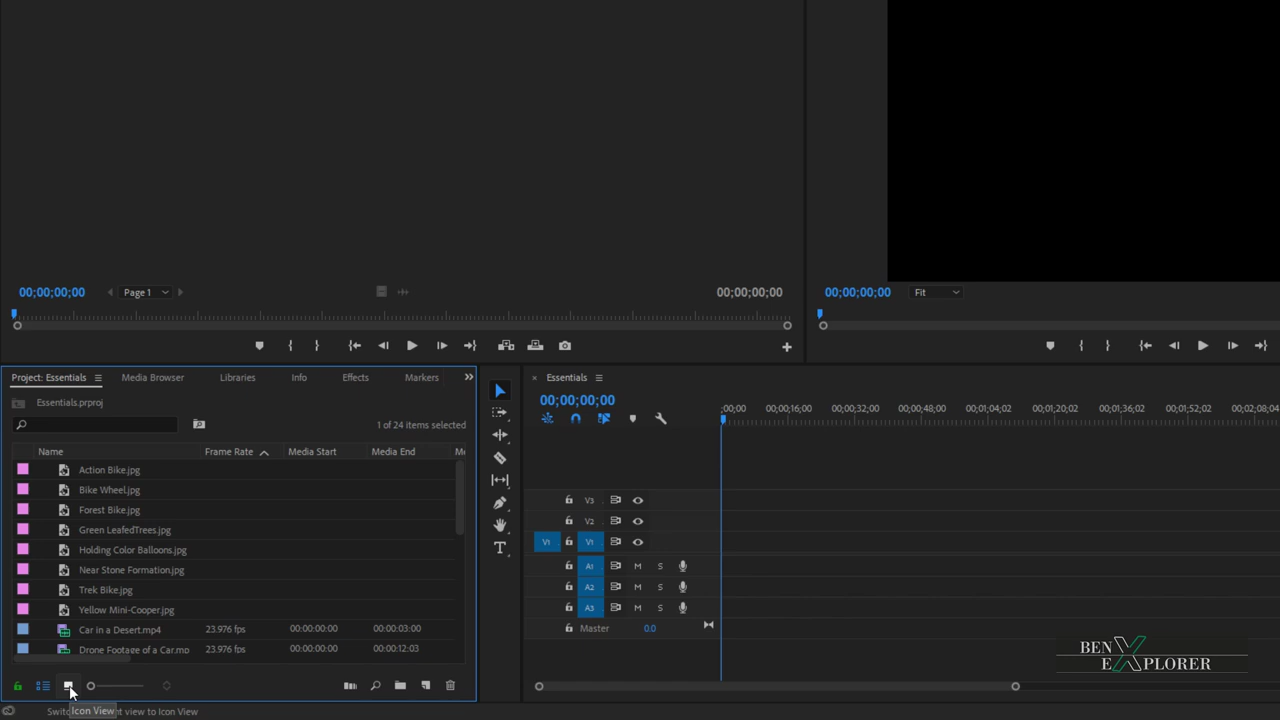 00;00;00;00 Page 1 00;00;00;00 00;00;00;00 Fit
Project: Essentials Media Browser Libraries Info Effects Markers
Essentials.prproj
1 of 24 items selected
Name Frame Rate Media Start Media End
Action Bike.jpg
Bike Wheel.jpg
Forest Bike.jpg
Green LeafedTrees.jpg
Holding Color Balloons.jpg
Near Stone Formation.jpg
Trek Bike.jpg
Yellow Mini-Cooper.jpg
Car in a Desert.mp4 23.976 fps 00:00:00:00 00:00:03:00
Drone Footage of a Car.mp 23.976 fps 00:00:00:00 00:00:12:03
Icon View
view to Icon View
T
Essentials
00;00;00;00
;00;00 00;00;16;00 00;00;32;00 00;00;48;00 00;01;04;02 00;01;20;02 00;01;36;02 00;01;52;02 00;02;08;04
V3
V2
V1 V1
A1 M S
A2 M S
A3 M S
Master 0.0
BEN
EXPLORER